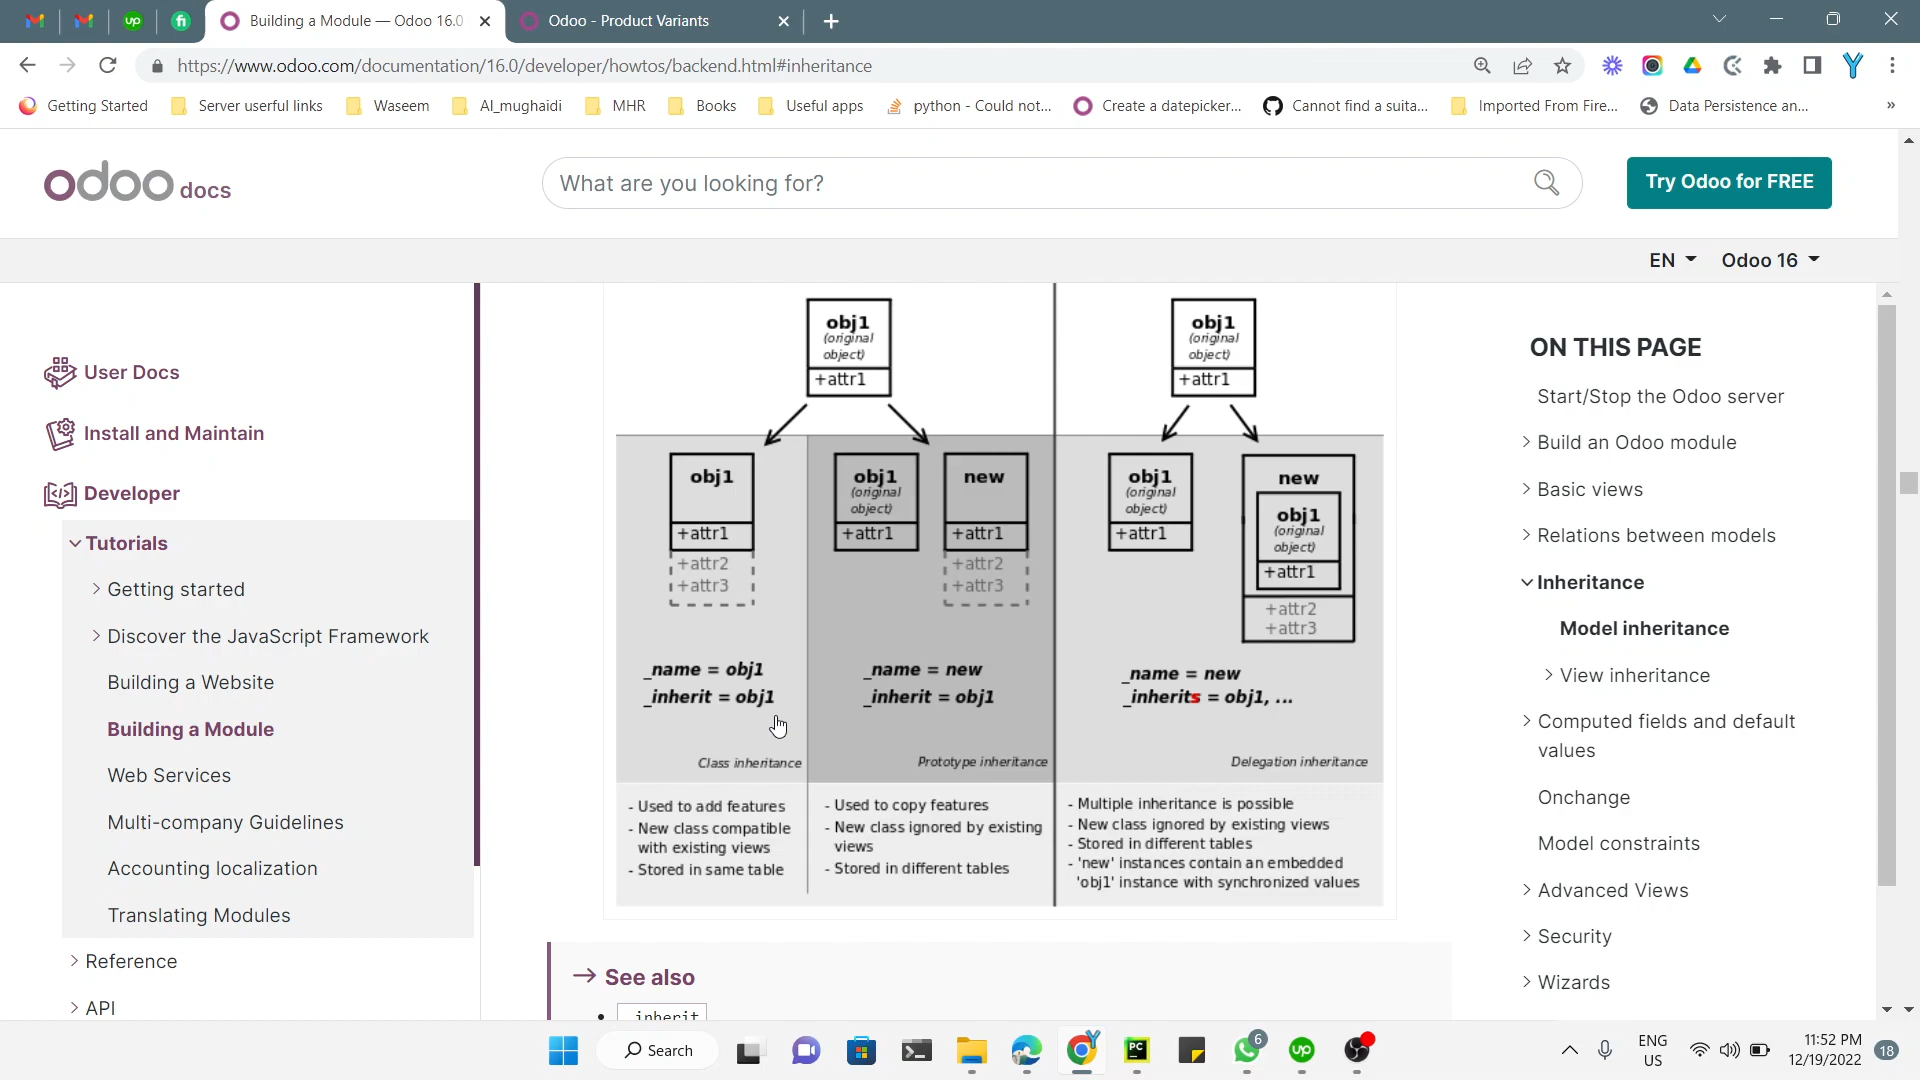 Building a Module — Odoo 16.0
Odoo - Product Variants
https://www.odoo.com/documentation/16.0/developer/howtos/backend.html#inheritance
Getting Started
Server userful links
Waseem
Al_mughaidi
MHR
Books
Useful apps
python - Could not...
Create a datepicker...
Cannot find a suita...
Imported From Fire...
Data Persistence an...
»
odoo docs
What are you looking for?
Try Odoo for FREE
EN
Odoo 16
User Docs
Install and Maintain
Developer
Tutorials
Getting started
Discover the JavaScript Framework
Building a Website
Building a Module
Web Services
Multi-company Guidelines
Accounting localization
Translating Modules
Reference
API
obj1
(original
object)
+attr1
obj1
(original
object)
+attr1
obj1
+attr1
+attr2
+attr3
_name = obj1
_inherit = obj1
Class inheritance
obj1
(original
object)
+attr1
new
+attr1
+attr2
+attr3
_name = new
_inherit = obj1
Prototype inheritance
obj1
(original
object)
+attr1
new
obj1
(original
object)
+attr1
+attr2
+attr3
_name = new
_inherits = obj1, ...
Delegation inheritance
- Used to add features
- New class compatible
with existing views
- Stored in same table
- Used to copy features
- New class ignored by existing
views
- Stored in different tables
- Multiple inheritance is possible
- New class ignored by existing views
- Stored in different tables
- 'new' instances contain an embedded
'obj1' instance with synchronized values
See also
• _inherit
ON THIS PAGE
Start/Stop the Odoo server
Build an Odoo module
Basic views
Relations between models
Inheritance
Model inheritance
View inheritance
Computed fields and default
values
Onchange
Model constraints
Advanced Views
Security
Wizards
Search
PC
6
up
ENG
US
11:52 PM
12/19/2022
18